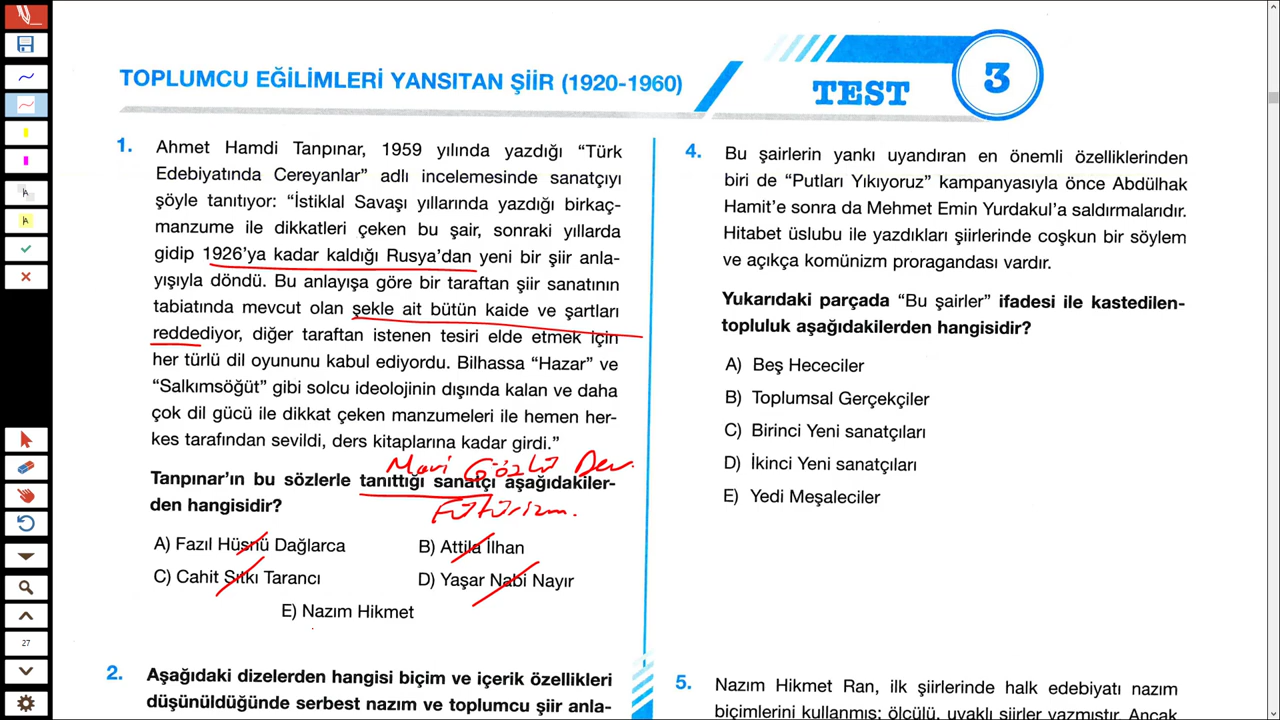 TOPLUMCU EĞİLİMLERİ YANSITAN ŞİİR (1920-1960)
TEST
3
1. Ahmet Hamdi Tanpınar, 1959 yılında yazdığı “Türk
Edebiyatında Cereyanlar” adlı incelemesinde sanatçıyı
şöyle tanıtıyor: “İstiklal Savaşı yıllarında yazdığı birkaç-
manzume ile dikkatleri çeken bu şair, sonraki yıllarda
gidip 1926’ya kadar kaldığı Rusya’dan yeni bir şiir anla-
yışıyla döndü. Bu anlayışa göre bir taraftan şiir sanatının
tabiatında mevcut olan şekle ait bütün kaide ve şartları
reddediyor, diğer taraftan istenen tesiri elde etmek için
her türlü dil oyununu kabul ediyordu. Bilhassa “Hazar” ve
“Salkımsöğüt” gibi solcu ideolojinin dışında kalan ve daha
çok dil gücü ile dikkat çeken manzumeleri ile hemen her-
kes tarafından sevildi, ders kitaplarına kadar girdi.”
Mavi Gözlü Dev.
Tanpınar’ın bu sözlerle tanıttığı sanatçı aşağıdakiler-
den hangisidir?
Fütürizm.
A) Fazıl Hüsnü Dağlarca
B) Attila İlhan
C) Cahit Sıtkı Tarancı
D) Yaşar Nabi Nayır
E) Nazım Hikmet
2. Aşağıdaki dizelerden hangisi biçim ve içerik özellikleri
düşünüldüğünde serbest nazım ve toplumcu şiir anla-
4. Bu şairlerin yankı uyandıran en önemli özelliklerinden
biri de “Putları Yıkıyoruz” kampanyasıyla önce Abdülhak
Hamit’e sonra da Mehmet Emin Yurdakul’a saldırmalarıdır.
Hitabet üslubu ile yazdıkları şiirlerinde coşkun bir söylem
ve açıkça komünizm proragandası vardır.
Yukarıdaki parçada “Bu şairler” ifadesi ile kastedilen-
topluluk aşağıdakilerden hangisidir?
A) Beş Hececiler
B) Toplumsal Gerçekçiler
C) Birinci Yeni sanatçıları
D) İkinci Yeni sanatçıları
E) Yedi Meşaleciler
5. Nazım Hikmet Ran, ilk şiirlerinde halk edebiyatı nazım
biçimlerini kullanmış; ölçülü, uyaklı şiirler yazmıştır. Ancak
27